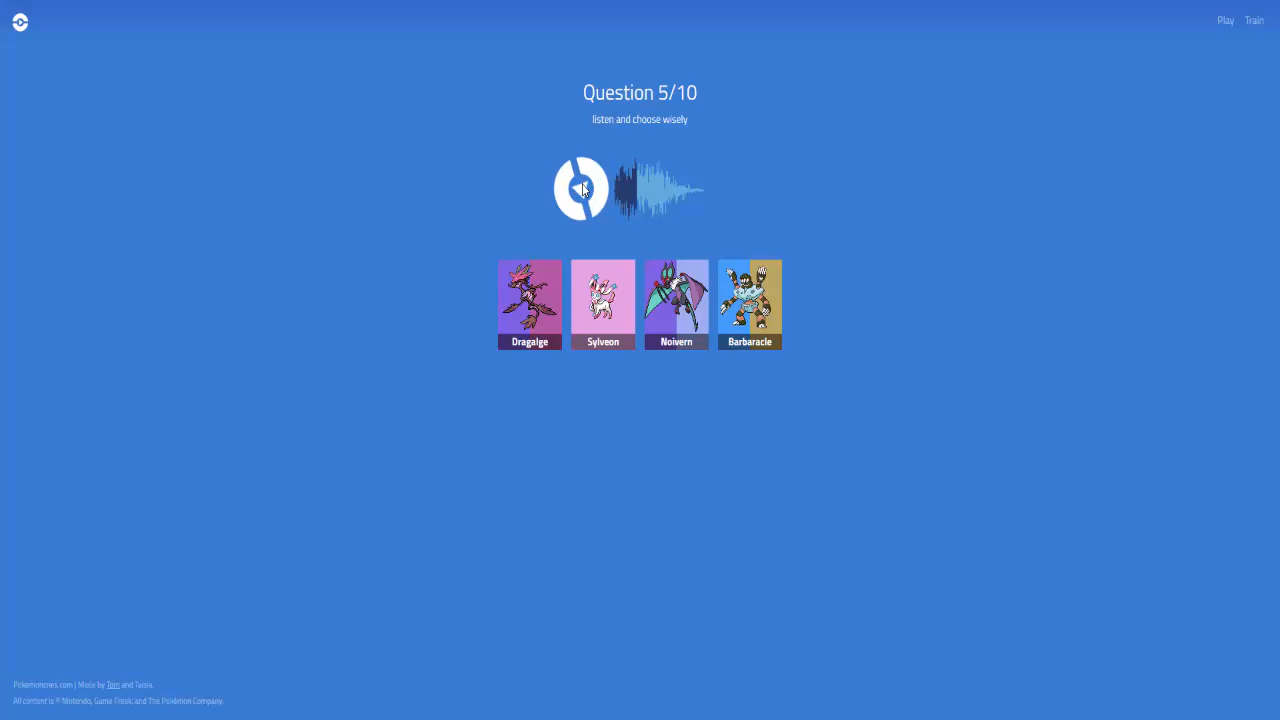 Play Train
Question 5/10
listen and choose wisely
Dragalge Sylveon Noivern Barbaracle
Pokemoncries.com | Made by Tom and Taisia.
All content is © Nintendo, Game Freak and The Pokémon Company.